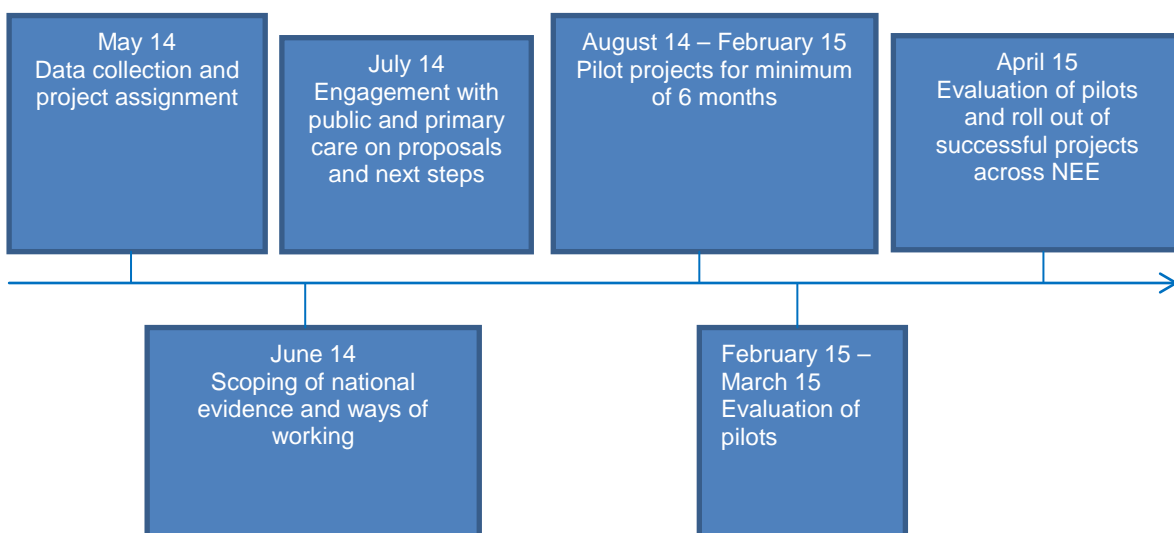 May 14
Data collection and
project assignment
July 14
Engagement with
public and primary
care on proposals
and next steps
August 14 – February 15
Pilot projects for minimum
of 6 months
April 15
Evaluation of pilots
and roll out of
successful projects
across NEE
June 14
Scoping of national
evidence and ways of
working
February 15 –
March 15
Evaluation of
pilots